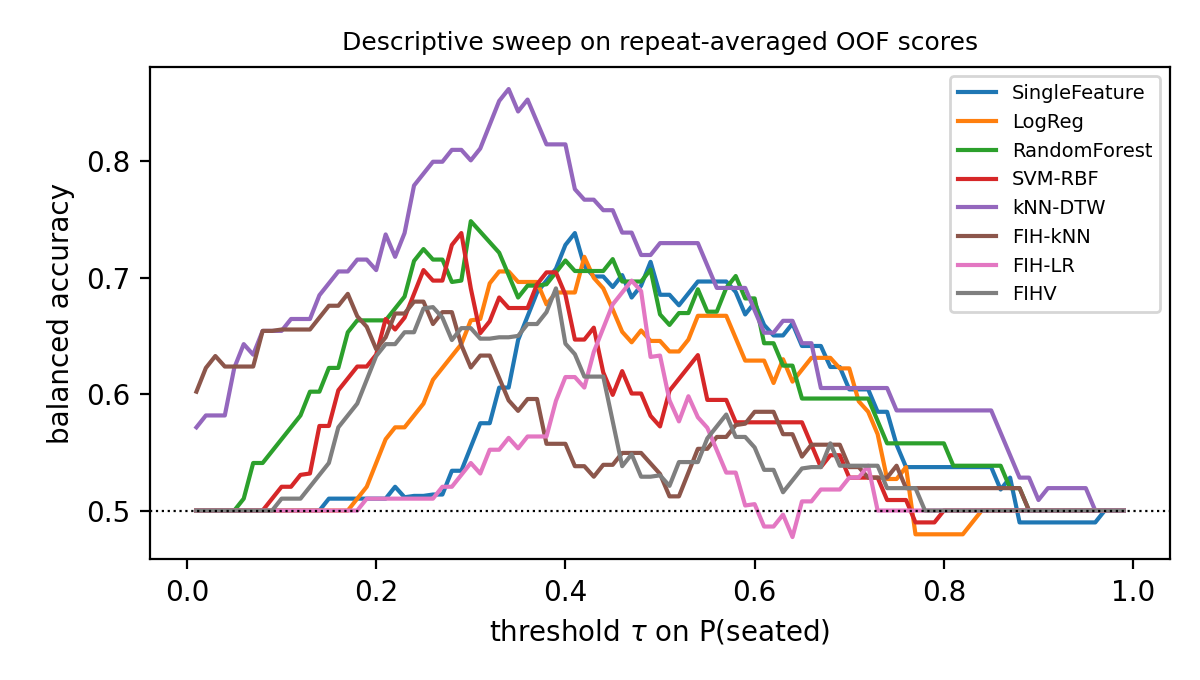 Descriptive sweep on repeat-averaged OOF scores
balanced accuracy
0.8
0.7
0.6
0.5
SingleFeature
LogReg
RandomForest
SVM-RBF
kNN-DTW
FIH-kNN
FIH-LR
FIHV
0.0 0.2 0.4 0.6 0.8 1.0
threshold τ on P(seated)